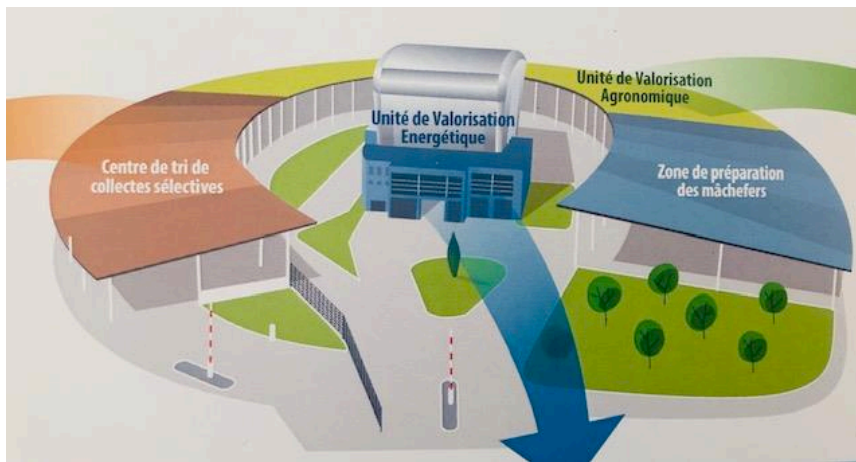 Unité de Valorisation
Agronomique
Unité de Valorisation
Energétique
Centre de tri de
collectes sélectives
Zone de préparation
des mâchefers